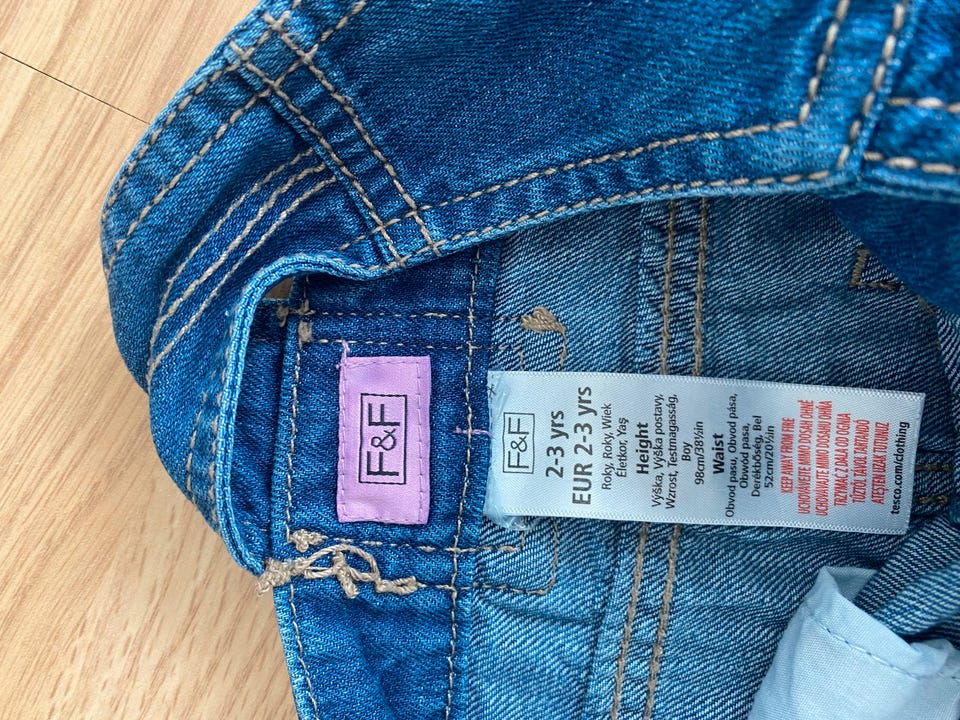 F&F
F&F
2-3 yrs
EUR 2-3 yrs
Roky, Roky, Wiek
Életkor, Yaş
Height
Výška, Výška postavy,
Wzrost, Testmagasság,
Boy
98cm/38½in
Waist
Obvod pasu, Obvod pása,
Obwód pasa,
Derékbőség, Bel
52cm/20½in
KEEP AWAY FROM FIRE
UCHOVÁVEJTE MIMO DOSAH OHNĚ
UCHOVÁVAJTE MIMO DOSAHU OHŇA
TRZYMAĆ Z DALA OD OGNIA
TŰZTŐL TÁVOL TARTANDÓ
ATEŞTEN UZAK TUTUNUZ
tesco.com/clothing